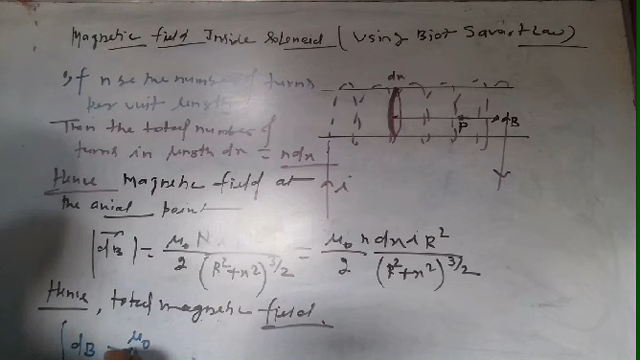 Magnetic field Inside Solenoid (Using Biot Savart Law)
If n be the number of turns
per unit length
Then the total number of
turns in length dx = ndx
Hence Magnetic field at
the axial point
dx
P
dB
i
|dB| = μ₀ N i R² / 2 (R²+x²)^3/2 = μ₀ n dx i R² / 2 (R²+x²)^3/2
Hence, total magnetic field.
∫dB = μ₀